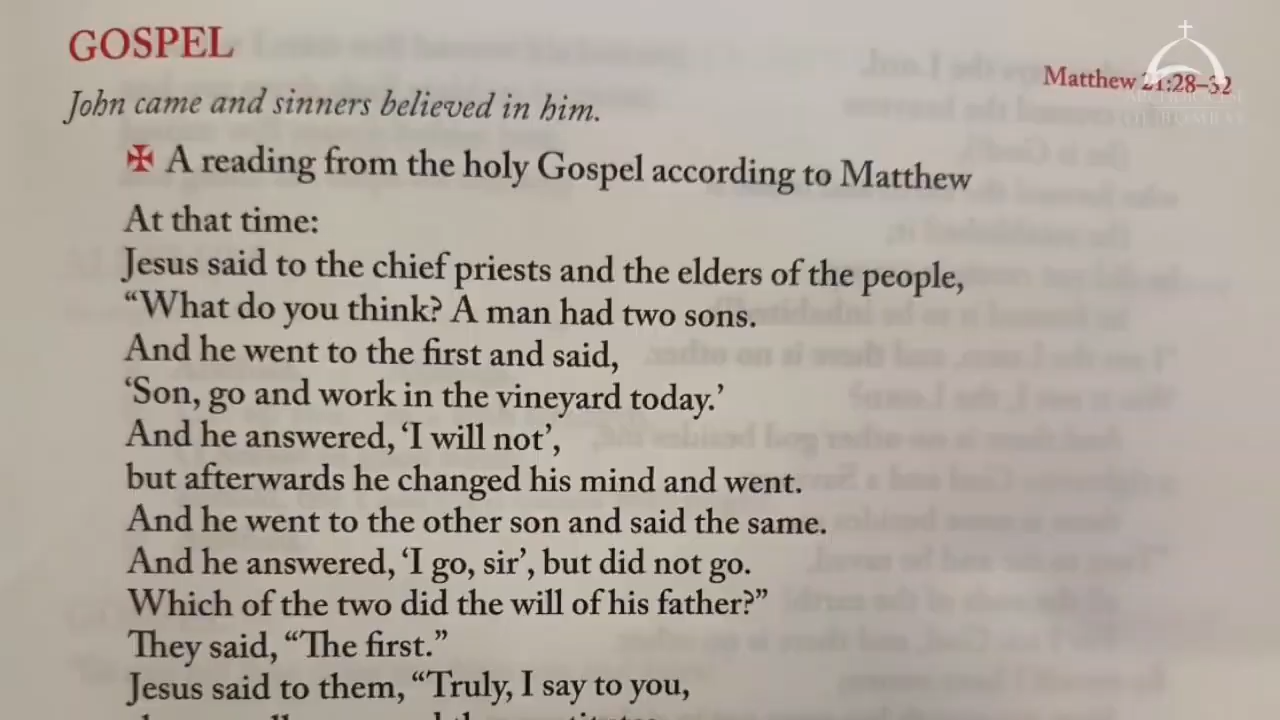 GOSPEL
Matthew 21:28–32
John came and sinners believed in him.
✠ A reading from the holy Gospel according to Matthew
At that time:
Jesus said to the chief priests and the elders of the people,
“What do you think? A man had two sons.
And he went to the first and said,
‘Son, go and work in the vineyard today.’
And he answered, ‘I will not’,
but afterwards he changed his mind and went.
And he went to the other son and said the same.
And he answered, ‘I go, sir’, but did not go.
Which of the two did the will of his father?”
They said, “The first.”
Jesus said to them, “Truly, I say to you,